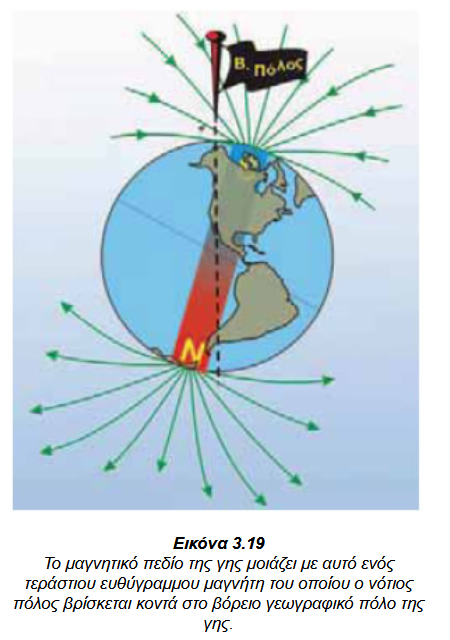 Β. Πόλος
S
N
Εικόνα 3.19
Το μαγνητικό πεδίο της γης μοιάζει με αυτό ενός
τεράστιου ευθύγραμμου μαγνήτη του οποίου ο νότιος
πόλος βρίσκεται κοντά στο βόρειο γεωγραφικό πόλο της
γης.